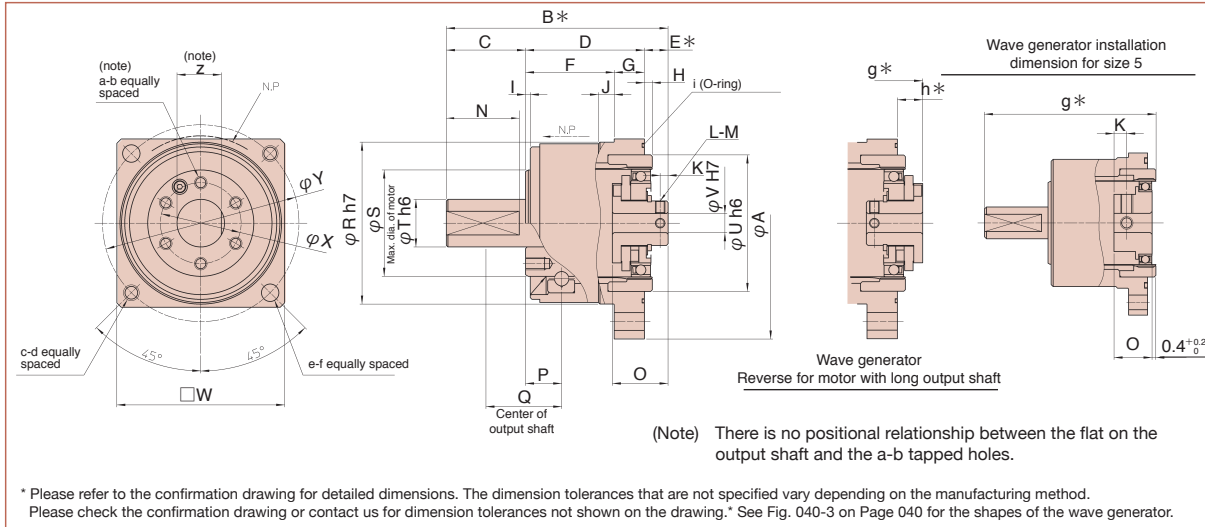 B*
C
D
E*
F
G
H
I
J
i (O-ring)
N
N.P
L-M
K
φV H7
φU h6
φA
φR h7
φS
Max. dia. of motor
φT h6
P
O
Q
Center of
output shaft
(note)
z
(note)
a-b equally
spaced
N.P
φY
φX
45°
45°
c-d equally
spaced
e-f equally spaced
□W
g*
h*
Wave generator
Reverse for motor with long output shaft
Wave generator installation
dimension for size 5
g*
K
O
0.4 +0.2 0
(Note) There is no positional relationship between the flat on the
output shaft and the a-b tapped holes.
* Please refer to the confirmation drawing for detailed dimensions. The dimension tolerances that are not specified vary depending on the manufacturing method.
Please check the confirmation drawing or contact us for dimension tolerances not shown on the drawing.* See Fig. 040-3 on Page 040 for the shapes of the wave generator.